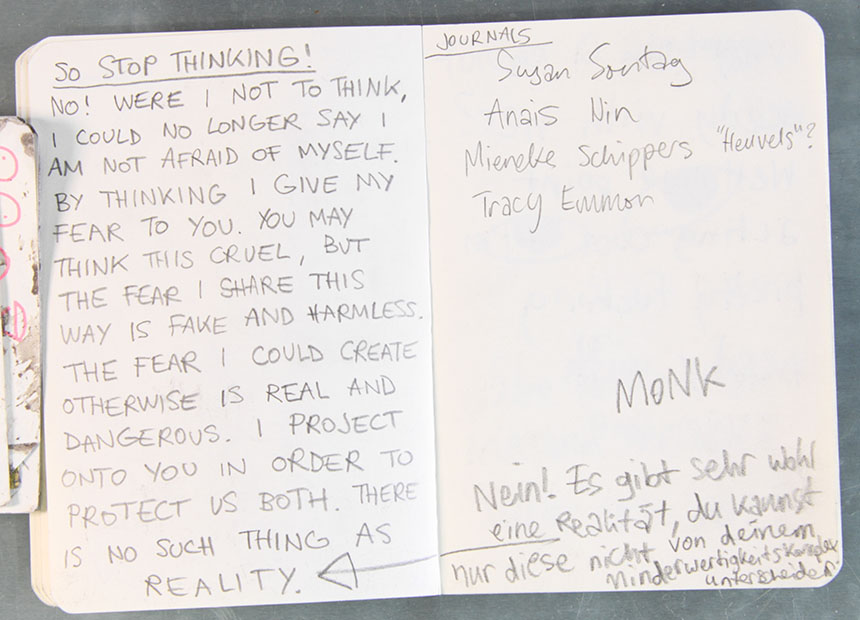 SO STOP THINKING!
NO! WERE I NOT TO THINK,
I COULD NO LONGER SAY I
AM NOT AFRAID OF MYSELF.
BY THINKING I GIVE MY
FEAR TO YOU. YOU MAY
THINK THIS CRUEL, BUT
THE FEAR I SHARE THIS
WAY IS FAKE AND HARMLESS.
THE FEAR I COULD CREATE
OTHERWISE IS REAL AND
DANGEROUS. I PROJECT
ONTO YOU IN ORDER TO
PROTECT US BOTH. THERE
IS NO SUCH THING AS
REALITY.
JOURNALS
Susan Sontag
Anais Nin
Mieneke Schippers "Heuvels"?
Tracy Emmon
MONK
Nein! Es gibt sehr wohl
eine Realität, du kannst
nur diese nicht von deinem
Minderwertigkeitskomplex
unterscheiden.